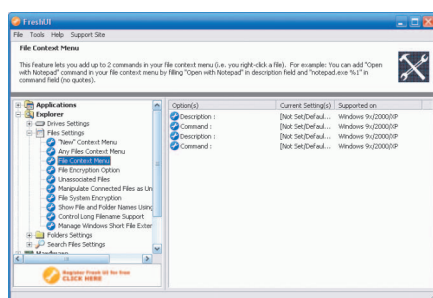 FreshUI
File Tools Help Support Site
File Context Menu
This feature lets you add up to 2 commands in your file context menu (i.e. you right-click a file). For example: You can add "Open
with Notepad" command in your file context menu by filling "Open with Notepad" in description field and "notepad.exe %1" in
command field (no quotes).
Applications
Explorer
Drives Settings
Files Settings
"New" Context Menu
Any Files Context Menu
File Context Menu
File Encryption Option
Unassociated Files
Manipulate Connected Files as Un
File System Encryption
Show File and Folder Names Using
Control Long Filename Support
Manage Windows Short File Exter
Folders Settings
Search Files Settings
Hardware
Option(s) Current Setting(s) Supported on
Description : [Not Set/Defaul... Windows 9x/2000/XP
Command : [Not Set/Defaul... Windows 9x/2000/XP
Description : [Not Set/Defaul... Windows 9x/2000/XP
Command : [Not Set/Defaul... Windows 9x/2000/XP
Register Fresh UI for free
CLICK HERE